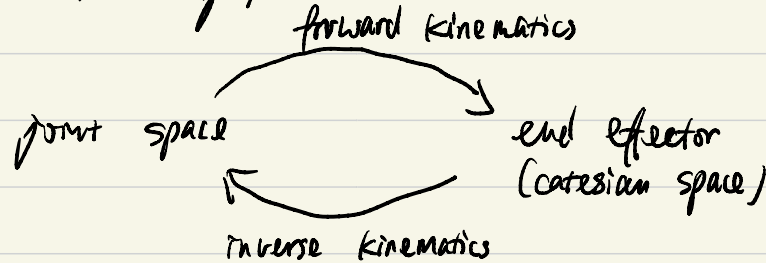 forward kinematics
joint space
end effector
(catesian space)
inverse kinematics